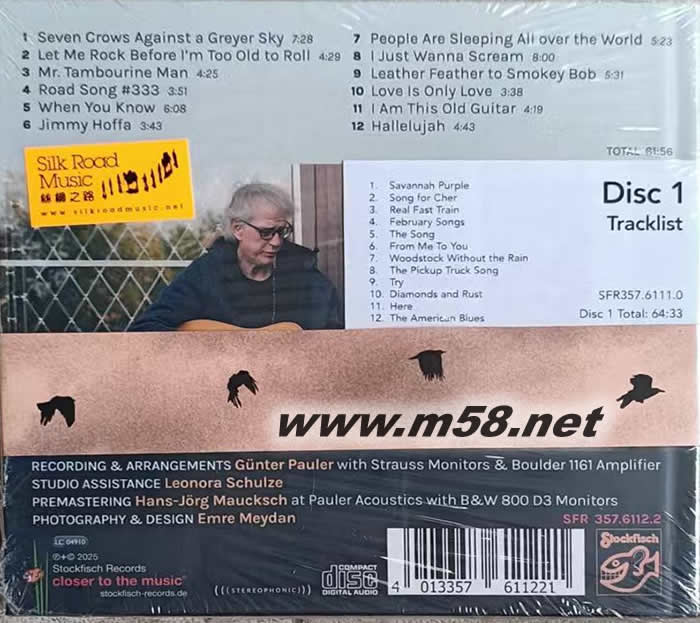 1 Seven Crows Against a Greyer Sky 7:28
2 Let Me Rock Before I'm Too Old to Roll 4:29
3 Mr. Tambourine Man 4:25
4 Road Song #333 3:51
5 When You Know 6:08
6 Jimmy Hoffa 3:43
7 People Are Sleeping All over the World 5:23
8 I Just Wanna Scream 8:00
9 Leather Feather to Smokey Bob 5:31
10 Love Is Only Love 3:38
11 I Am This Old Guitar 4:19
12 Hallelujah 4:43
TOTAL 61:56
Silk Road
Music
絲綢之路
www.silkroadmusic.net
Disc 1
Tracklist
1. Savannah Purple
2. Song for Cher
3. Real Fast Train
4. February Songs
5. The Song
6. From Me To You
7. Woodstock Without the Rain
8. The Pickup Truck Song
9. Try
10. Diamonds and Rust
11. Here
12. The American Blues
SFR357.6111.0
Disc 1 Total: 64:33
www.m58.net
RECORDING & ARRANGEMENTS Günter Pauler with Strauss Monitors & Boulder 1161 Amplifier
STUDIO ASSISTANCE Leonora Schulze
PREMASTERING Hans-Jörg Maucksch at Pauler Acoustics with B&W 800 D3 Monitors
PHOTOGRAPHY & DESIGN Emre Meydan
SFR 357.6112.2
LC 04910
℗+© 2025
Stockfisch Records
closer to the music®
stockfisch-records.de
(((STEREOPHONIC)))
COMPACT
disc
DIGITAL AUDIO
4 013357 611221
Stockfisch